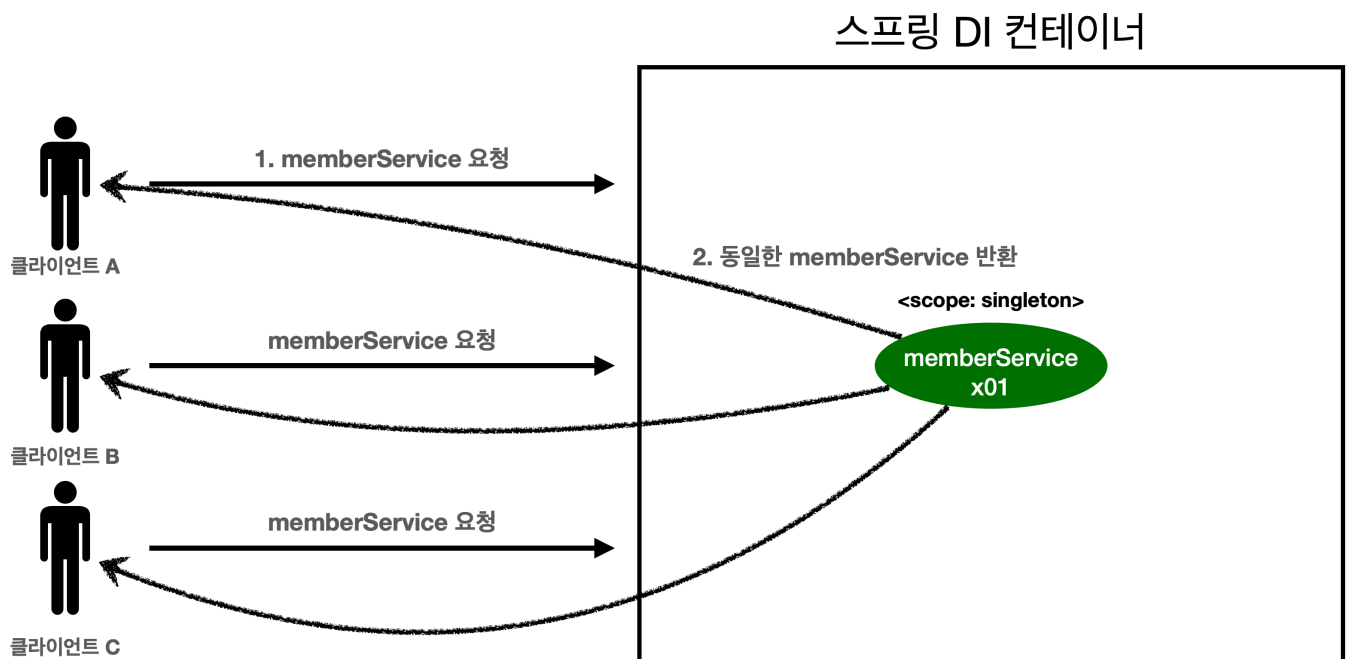 스프링 DI 컨테이너
1. memberService 요청
클라이언트 A
2. 동일한 memberService 반환
<scope: singleton>
memberService 요청
memberService
x01
클라이언트 B
memberService 요청
클라이언트 C